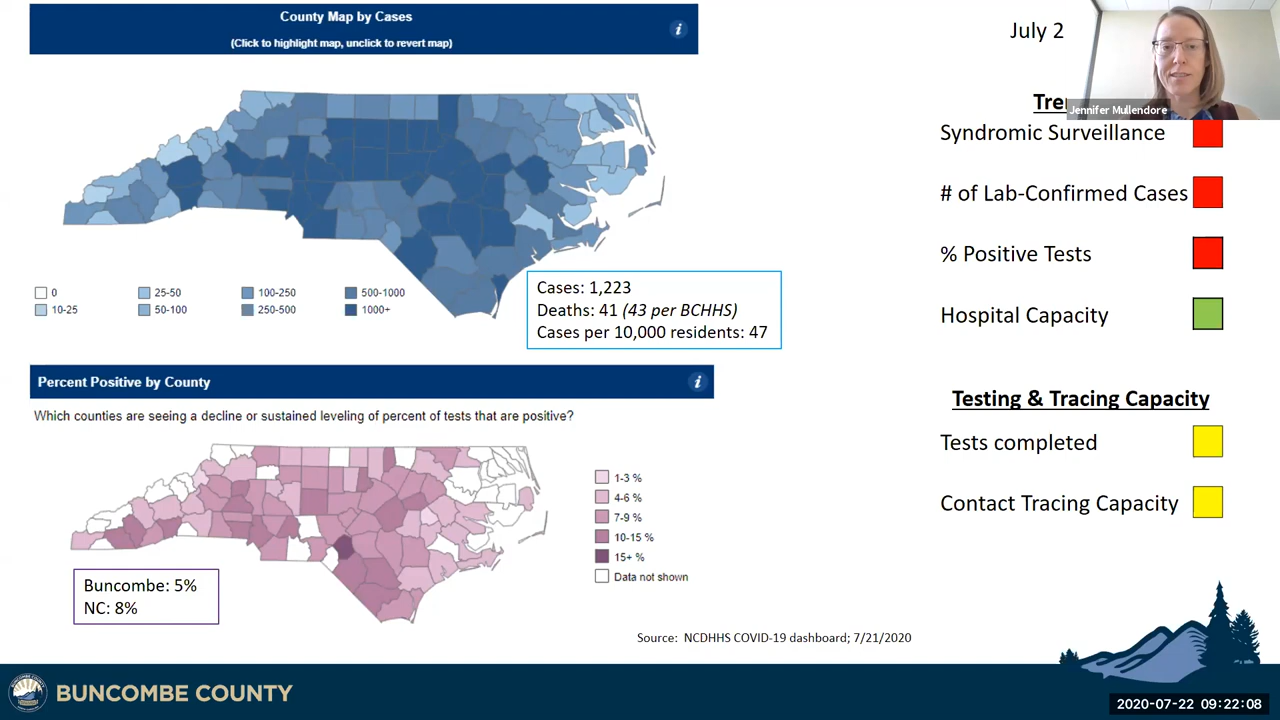 County Map by Cases
(Click to highlight map, unclick to revert map)
i
0
25-50
100-250
500-1000
10-25
50-100
250-500
1000+
Cases: 1,223
Deaths: 41 (43 per BCHHS)
Cases per 10,000 residents: 47
Percent Positive by County
i
Which counties are seeing a decline or sustained leveling of percent of tests that are positive?
1-3 %
4-6 %
7-9 %
10-15 %
15+ %
Data not shown
Buncombe: 5%
NC: 8%
Source: NCDHHS COVID-19 dashboard; 7/21/2020
July 2
Jennifer Mullendore
Syndromic Surveillance
# of Lab-Confirmed Cases
% Positive Tests
Hospital Capacity
Testing & Tracing Capacity
Tests completed
Contact Tracing Capacity
BUNCOMBE COUNTY
2020-07-22 09:22:08